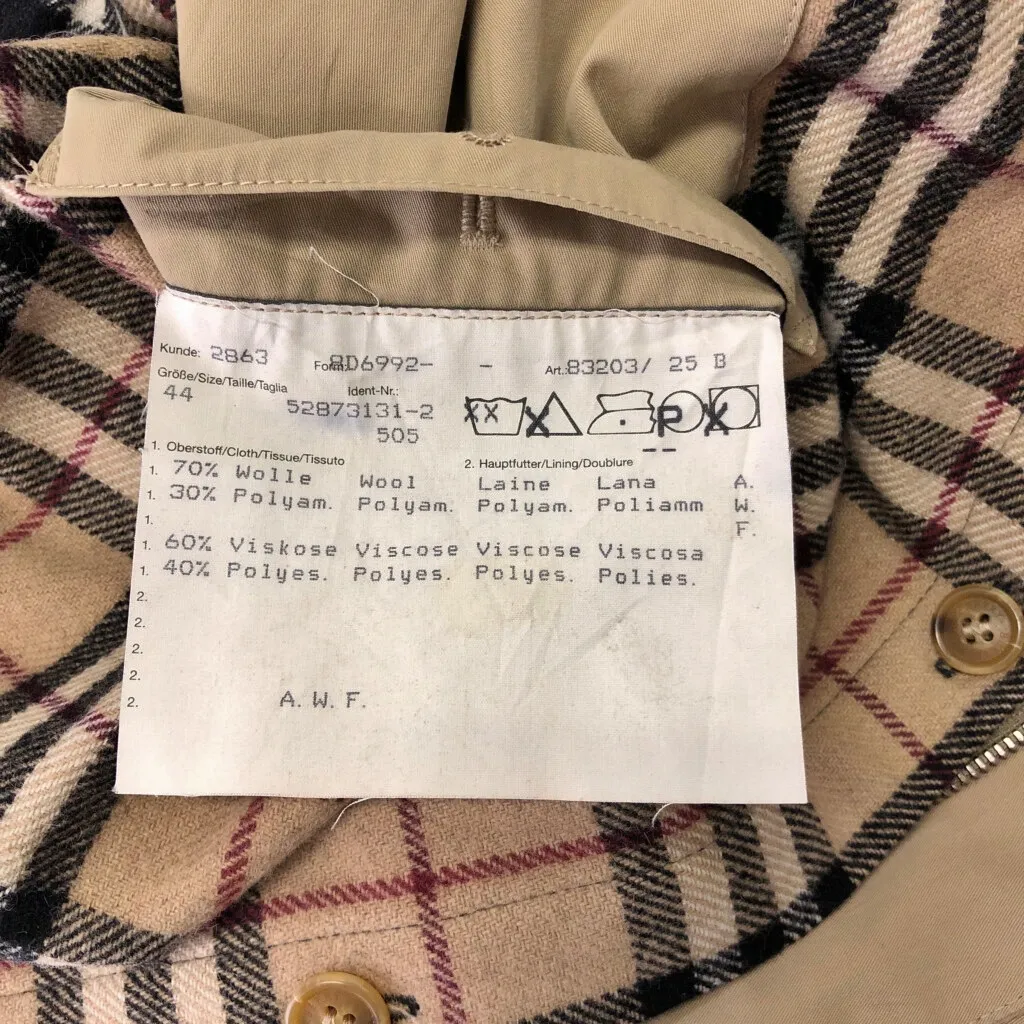 Kunde: 2863 Form: 8D6992- - Art.: 83203/ 25 B
Größe/Size/Taille/Taglia Ident-Nr.:
44 52873131-2
505
P
1. Oberstoff/Cloth/Tissue/Tissuto 2. Hauptfutter/Lining/Doublure
1. 70% Wolle Wool Laine Lana A.
1. 30% Polyam. Polyam. Polyam. Poliamm W.
1. F.
1. 60% Viskose Viscose Viscose Viscosa
1. 40% Polyes. Polyes. Polyes. Polies.
2.
2.
2.
2.
2. A. W. F.